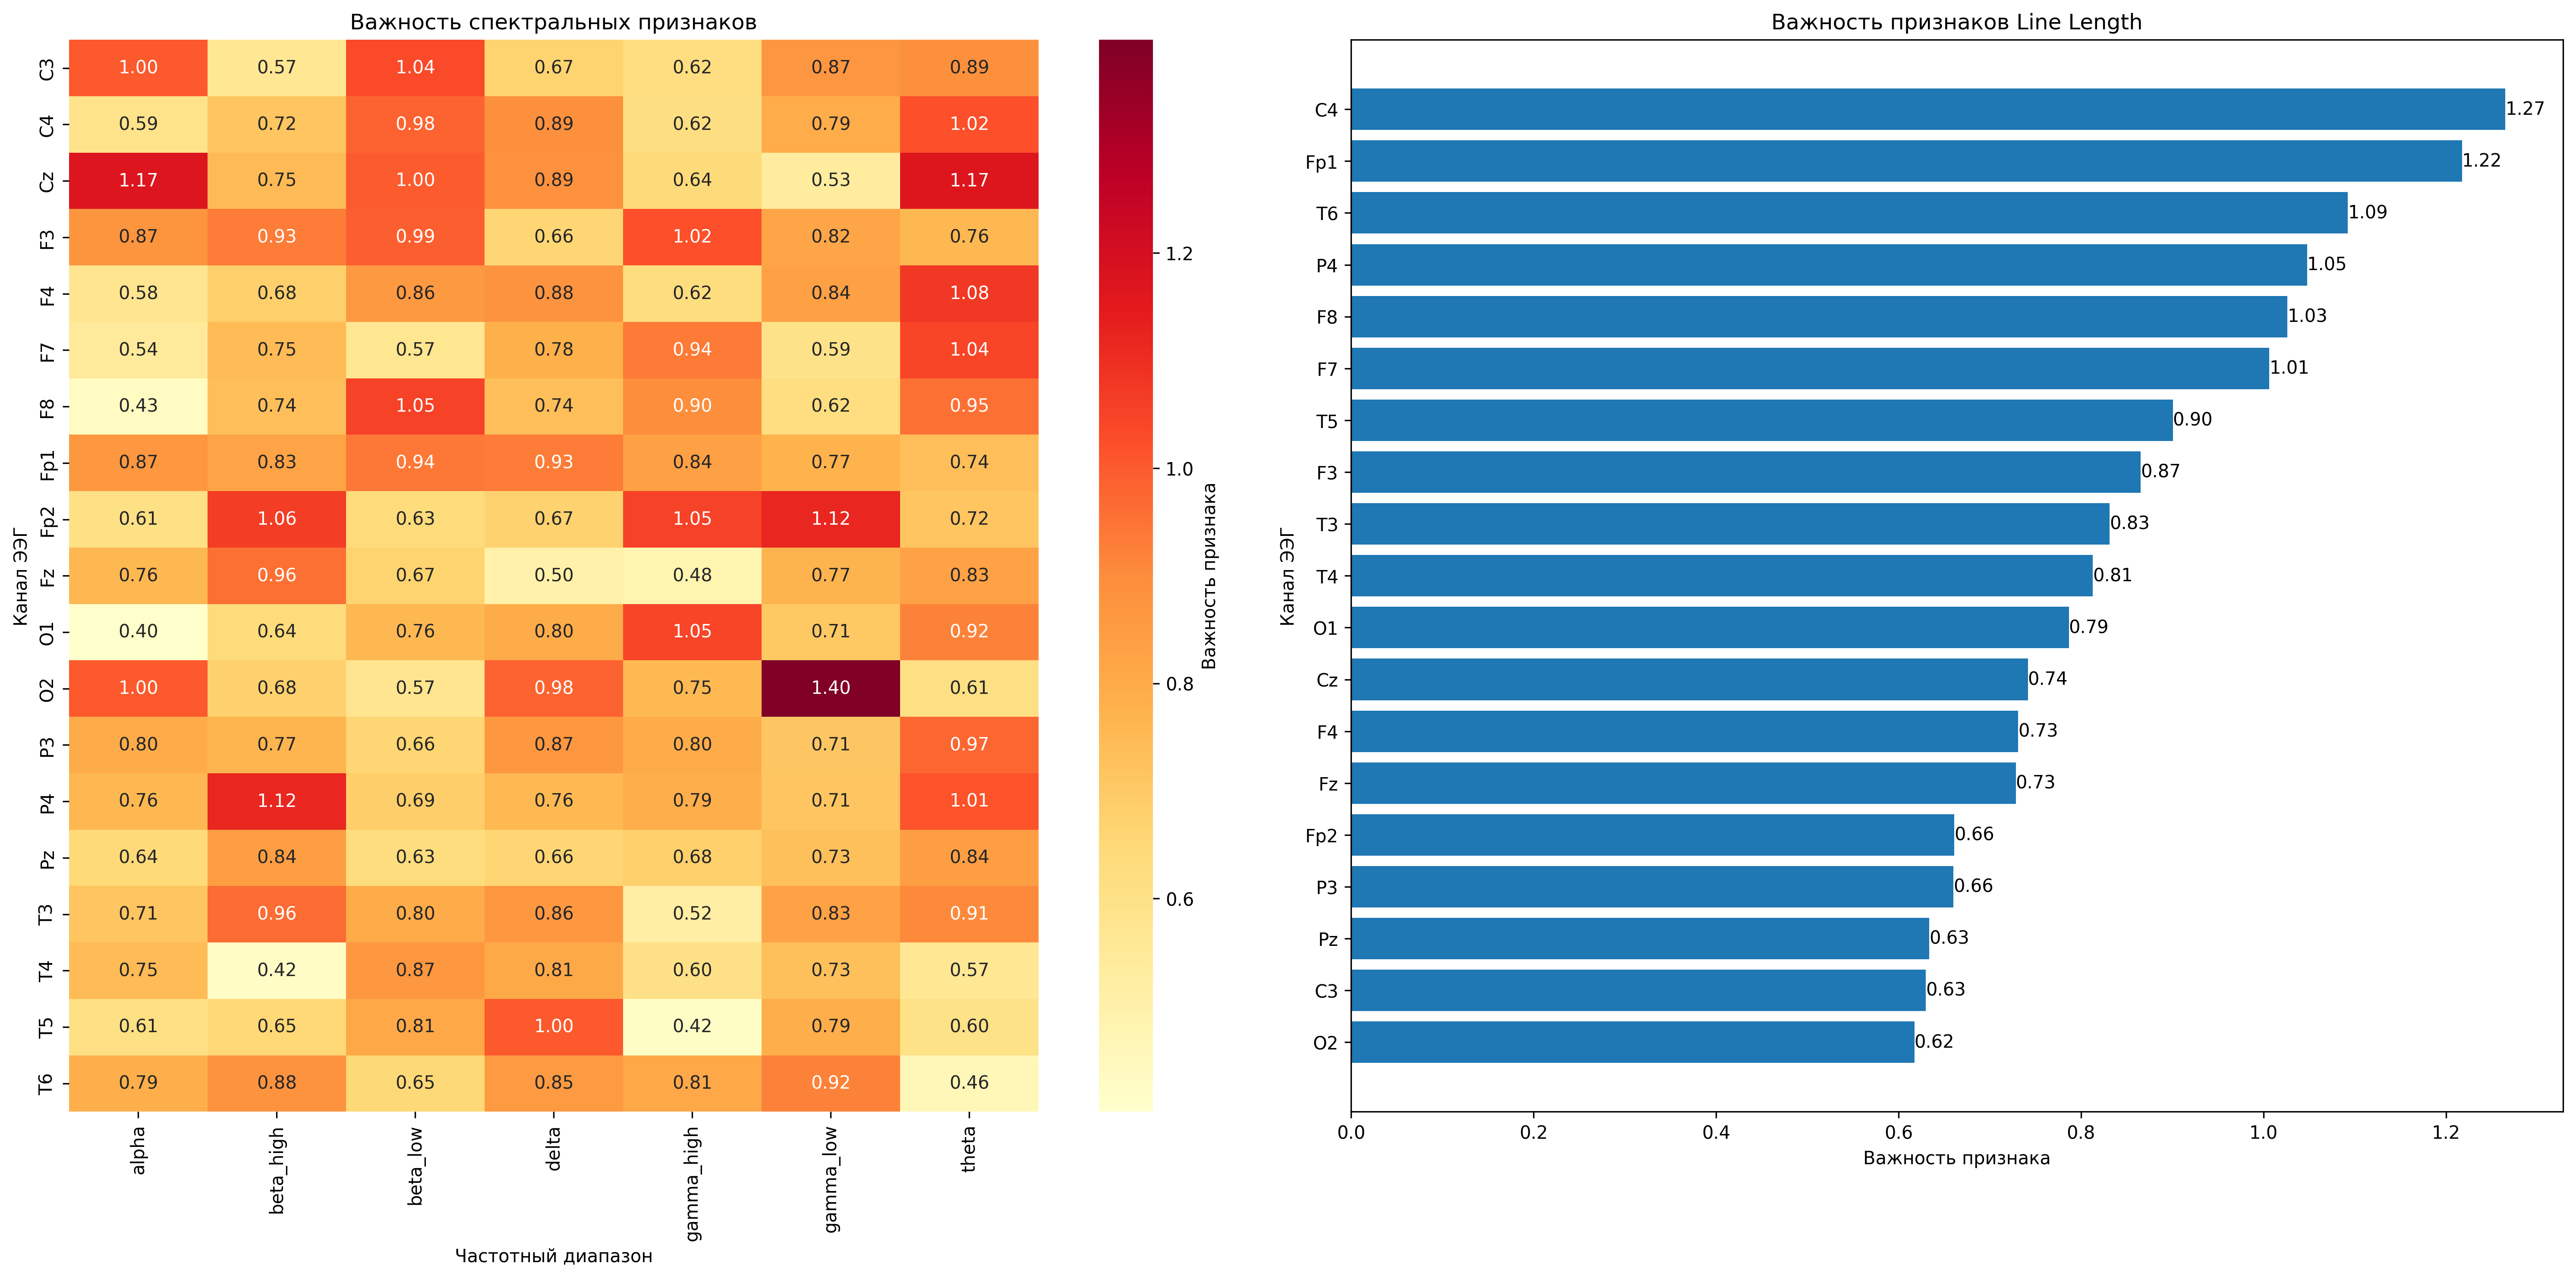 Важность спектральных признаков
Канал ЭЭГ
C3 1.00 0.57 1.04 0.67 0.62 0.87 0.89
C4 0.59 0.72 0.98 0.89 0.62 0.79 1.02
Cz 1.17 0.75 1.00 0.89 0.64 0.53 1.17
F3 0.87 0.93 0.99 0.66 1.02 0.82 0.76
F4 0.58 0.68 0.86 0.88 0.62 0.84 1.08
F7 0.54 0.75 0.57 0.78 0.94 0.59 1.04
F8 0.43 0.74 1.05 0.74 0.90 0.62 0.95
Fp1 0.87 0.83 0.94 0.93 0.84 0.77 0.74
Fp2 0.61 1.06 0.63 0.67 1.05 1.12 0.72
Fz 0.76 0.96 0.67 0.50 0.48 0.77 0.83
O1 0.40 0.64 0.76 0.80 1.05 0.71 0.92
O2 1.00 0.68 0.57 0.98 0.75 1.40 0.61
P3 0.80 0.77 0.66 0.87 0.80 0.71 0.97
P4 0.76 1.12 0.69 0.76 0.79 0.71 1.01
Pz 0.64 0.84 0.63 0.66 0.68 0.73 0.84
T3 0.71 0.96 0.80 0.86 0.52 0.83 0.91
T4 0.75 0.42 0.87 0.81 0.60 0.73 0.57
T5 0.61 0.65 0.81 1.00 0.42 0.79 0.60
T6 0.79 0.88 0.65 0.85 0.81 0.92 0.46
alpha beta_high beta_low delta gamma_high gamma_low theta
Частотный диапазон
1.2
1.0
0.8
0.6
Важность признака
Важность признаков Line Length
Канал ЭЭГ
C4 1.27
Fp1 1.22
T6 1.09
P4 1.05
F8 1.03
F7 1.01
T5 0.90
F3 0.87
T3 0.83
T4 0.81
O1 0.79
Cz 0.74
F4 0.73
Fz 0.73
Fp2 0.66
P3 0.66
Pz 0.63
C3 0.63
O2 0.62
0.0 0.2 0.4 0.6 0.8 1.0 1.2
Важность признака